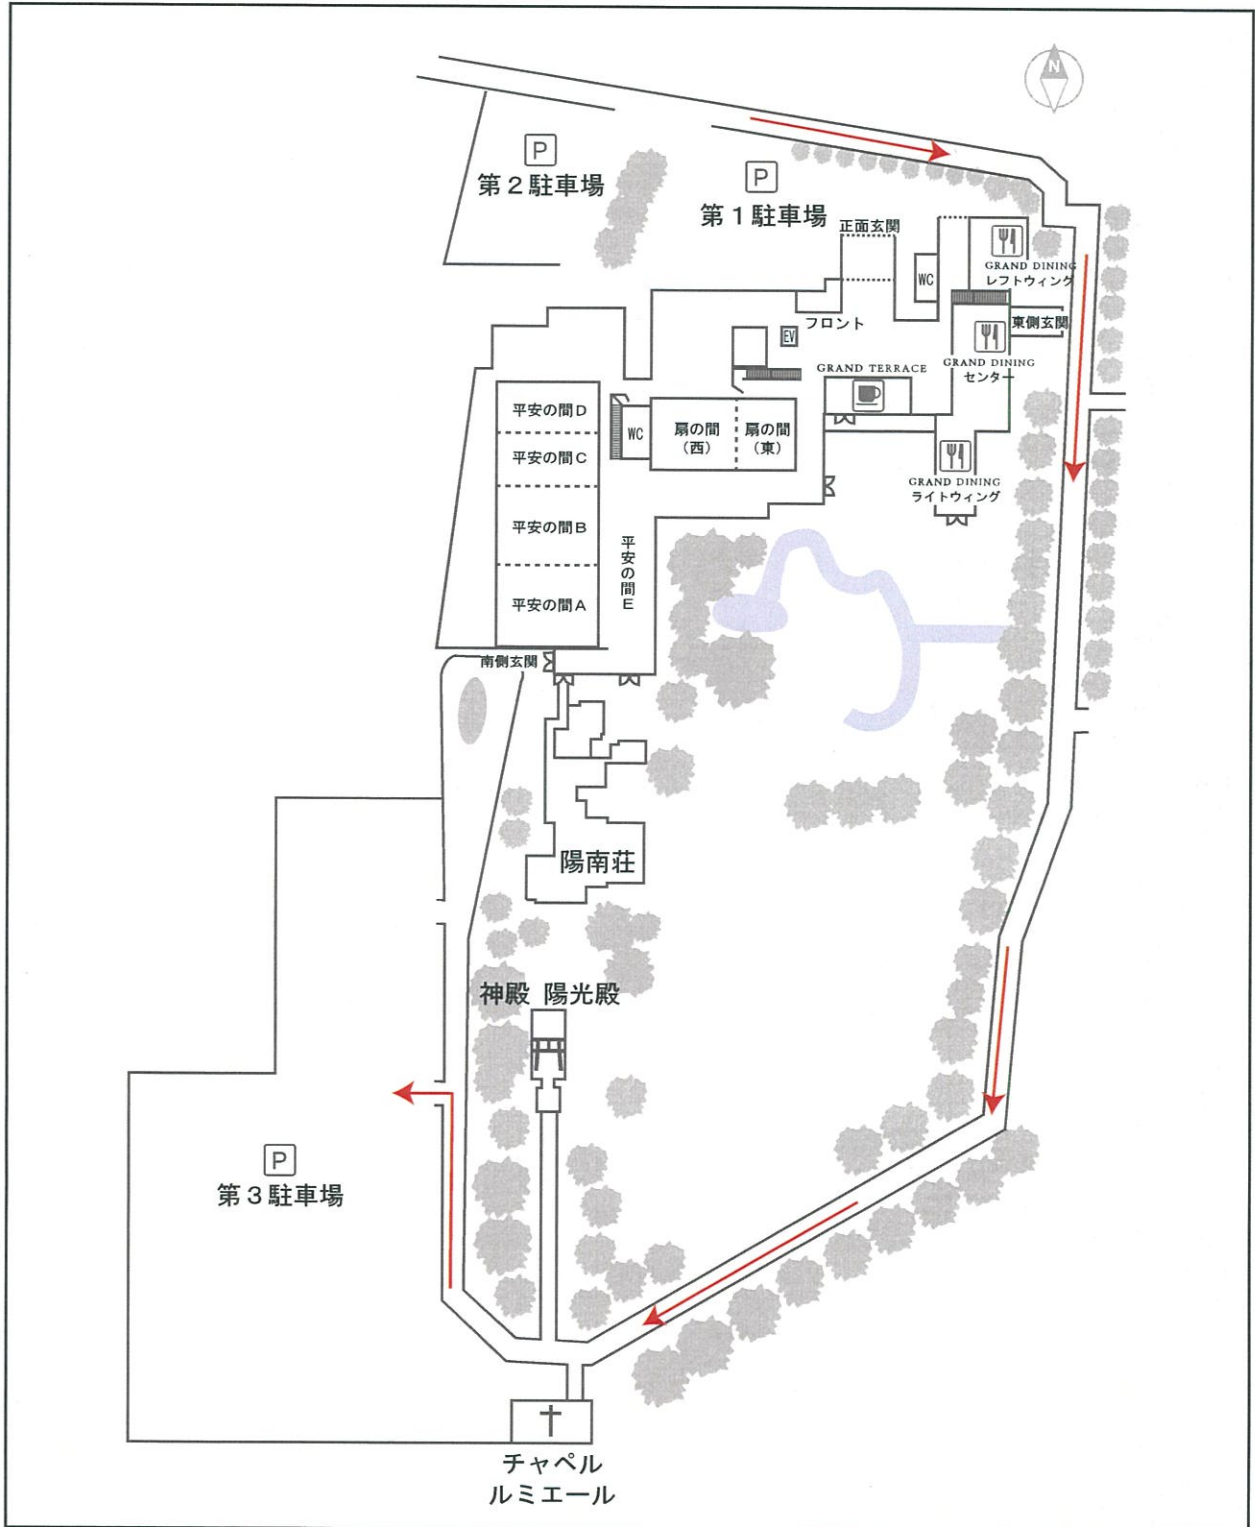 N
P
第2駐車場
P
第1駐車場
正面玄関
WC
GRAND DINING
レフトウィング
フロント
EV
東側玄関
GRAND DINING
センター
GRAND TERRACE
平安の間D
平安の間C
平安の間B
平安の間A
平安の間E
WC
扇の間
(西)
扇の間
(東)
GRAND DINING
ライトウィング
南側玄関
陽南荘
神殿 陽光殿
P
第3駐車場
チャペル
ルミエール